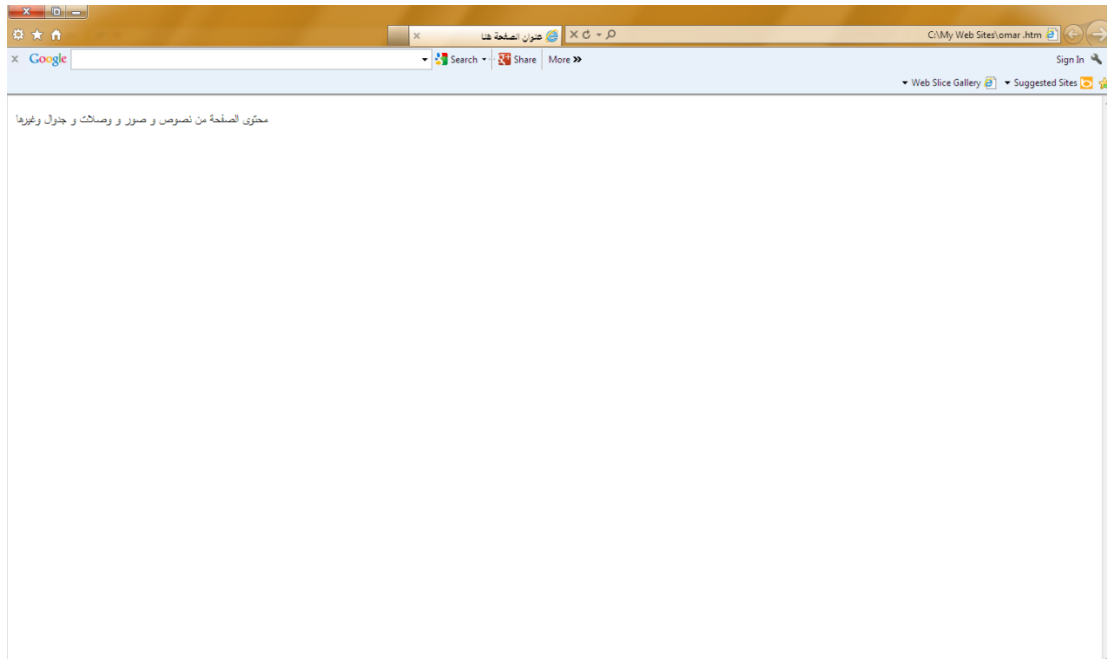 C:\My Web Sites\omar .htm
عنوان الصفحة هنا
Google
Search
Share
More »
Sign In
Suggested Sites
Web Slice Gallery
محتوى الصفحة من نصوص و صور و وصلات و جدول وغيرها